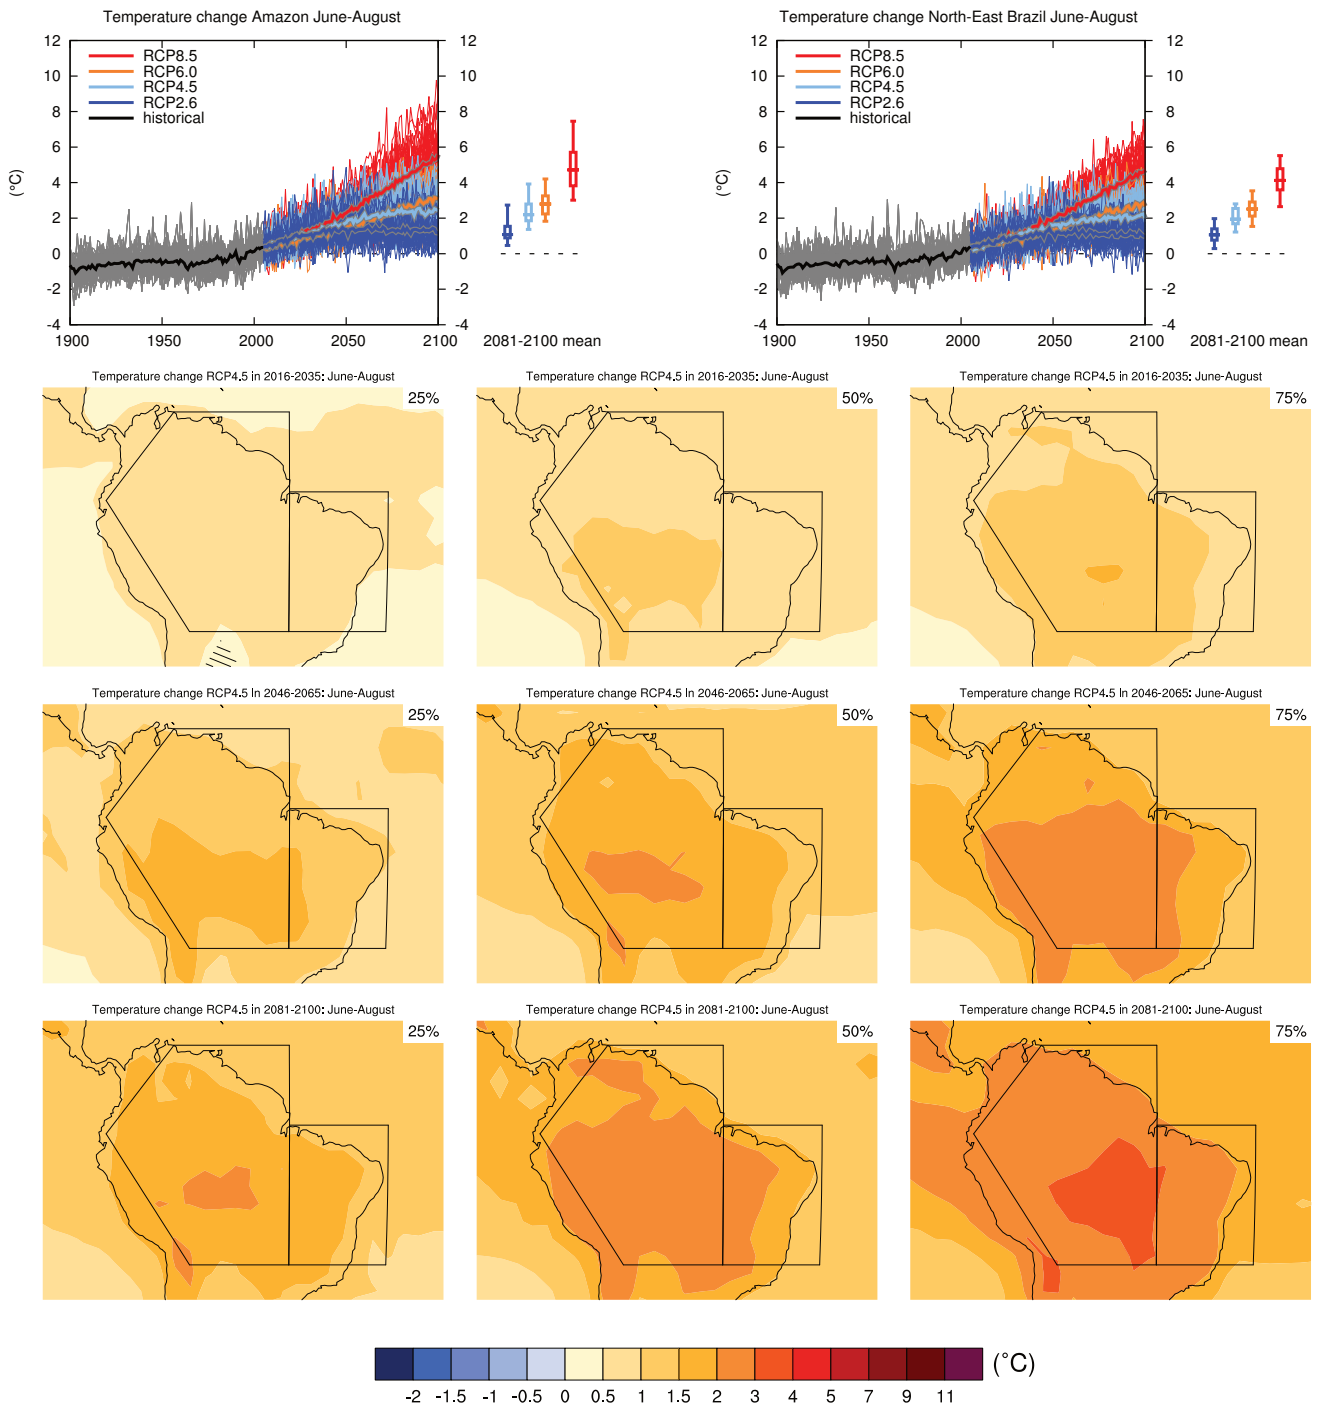 Temperature change Amazon June-August
Temperature change North-East Brazil June-August
12 10 8 6 4 2 0 -2 -4
(°C)
RCP8.5
RCP6.0
RCP4.5
RCP2.6
historical
12 10 8 6 4 2 0 -2 -4
1900 1950 2000 2050 2100
2081-2100 mean
12 10 8 6 4 2 0 -2 -4
(°C)
RCP8.5
RCP6.0
RCP4.5
RCP2.6
historical
12 10 8 6 4 2 0 -2 -4
1900 1950 2000 2050 2100
2081-2100 mean
Temperature change RCP4.5 in 2016-2035: June-August
25%
Temperature change RCP4.5 in 2016-2035: June-August
50%
Temperature change RCP4.5 in 2016-2035: June-August
75%
Temperature change RCP4.5 in 2046-2065: June-August
25%
Temperature change RCP4.5 in 2046-2065: June-August
50%
Temperature change RCP4.5 in 2046-2065: June-August
75%
Temperature change RCP4.5 in 2081-2100: June-August
25%
Temperature change RCP4.5 in 2081-2100: June-August
50%
Temperature change RCP4.5 in 2081-2100: June-August
75%
-2 -1.5 -1 -0.5 0 0.5 1 1.5 2 3 4 5 7 9 11
(°C)